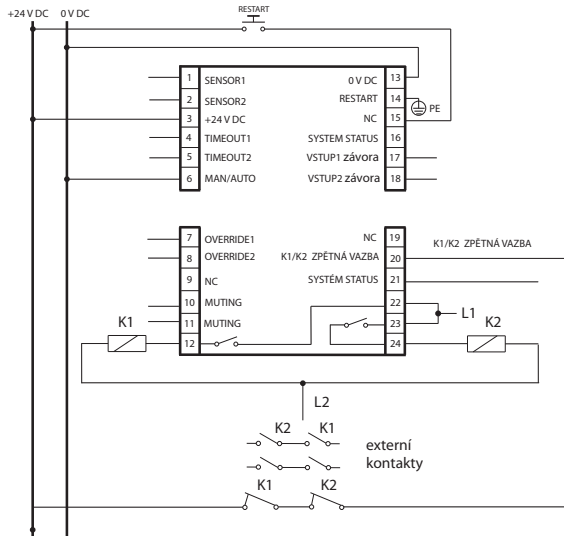 +24 V DC 0 V DC RESTART
1 SENSOR1 0 V DC 13
2 SENSOR2 RESTART 14 PE
3 +24 V DC NC 15
4 TIMEOUT1 SYSTEM STATUS 16
5 TIMEOUT2 VSTUP1 závora 17
6 MAN/AUTO VSTUP2 závora 18
7 OVERRIDE1 NC 19
8 OVERRIDE2 K1/K2 ZPĚTNÁ VAZBA 20 K1/K2 ZPĚTNÁ VAZBA
9 NC SYSTÉM STATUS 21
10 MUTING 22
L1
K1 11 MUTING 23 K2
12 24
L2
K2 K1
externí
kontakty
K1 K2